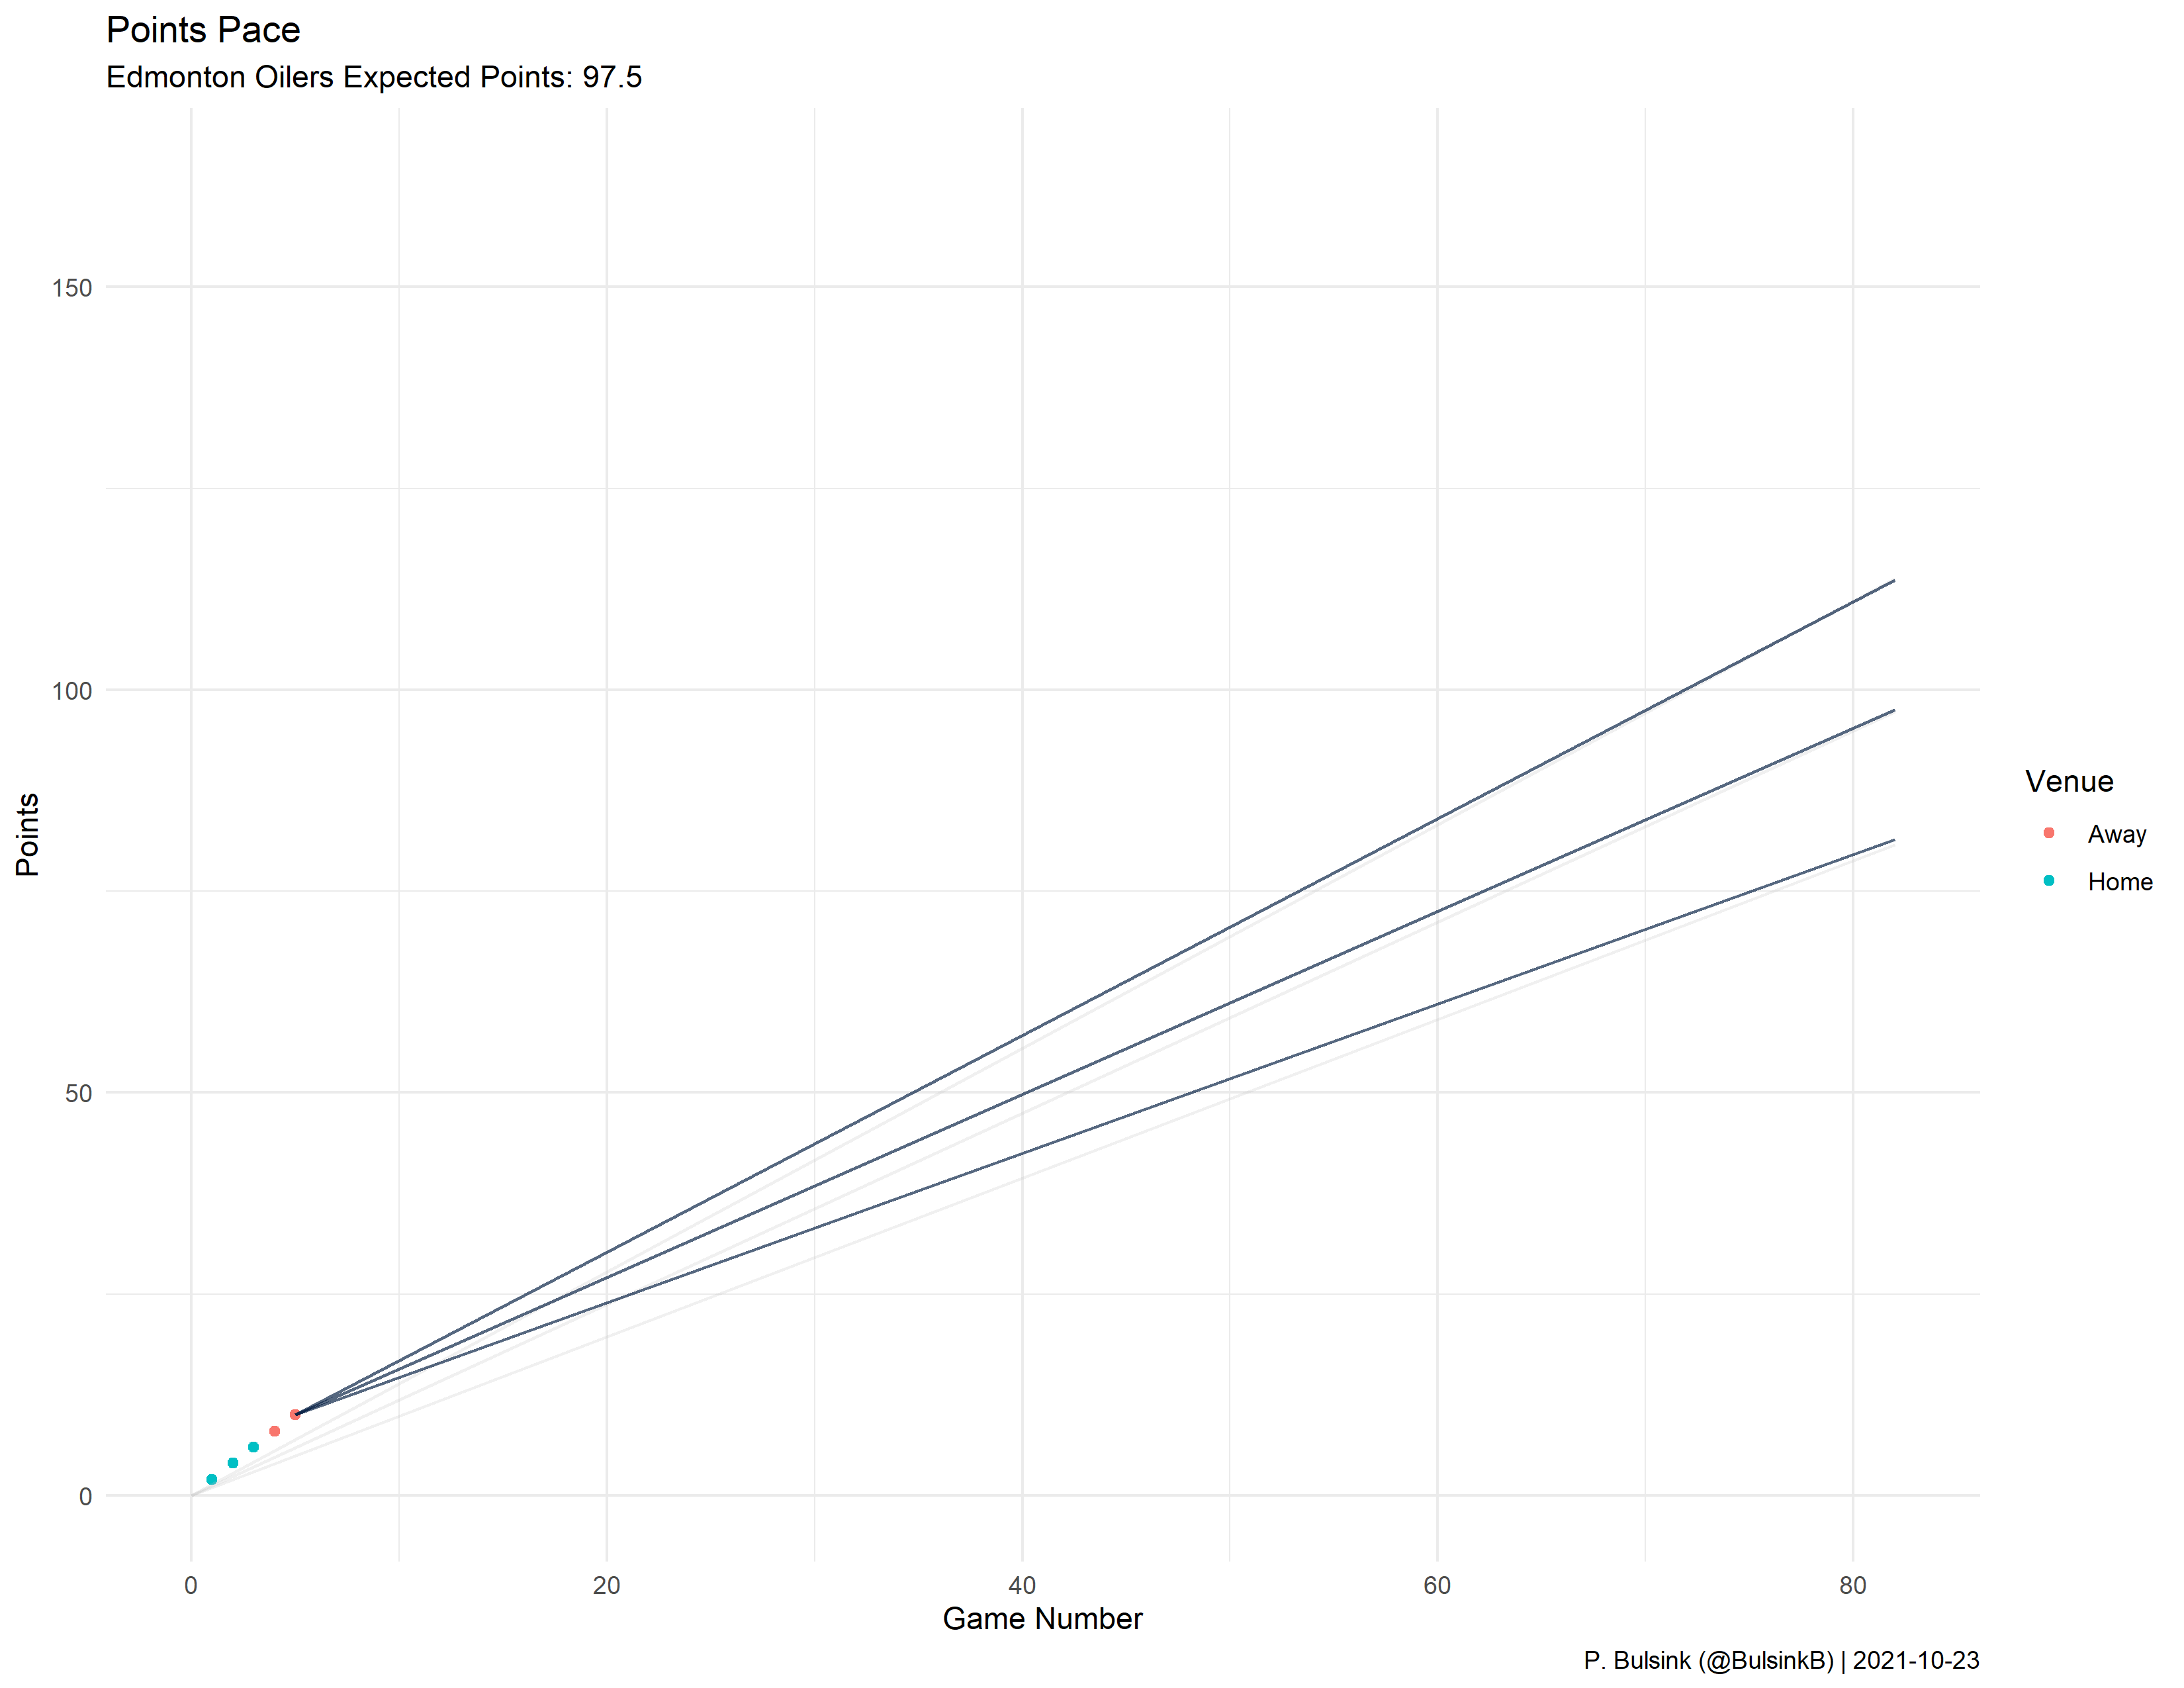 Points Pace
Edmonton Oilers Expected Points: 97.5
150
100
50
0
Points
0 20 40 60 80
Game Number
Venue
Away
Home
P. Bulsink (@BulsinkB) | 2021-10-23